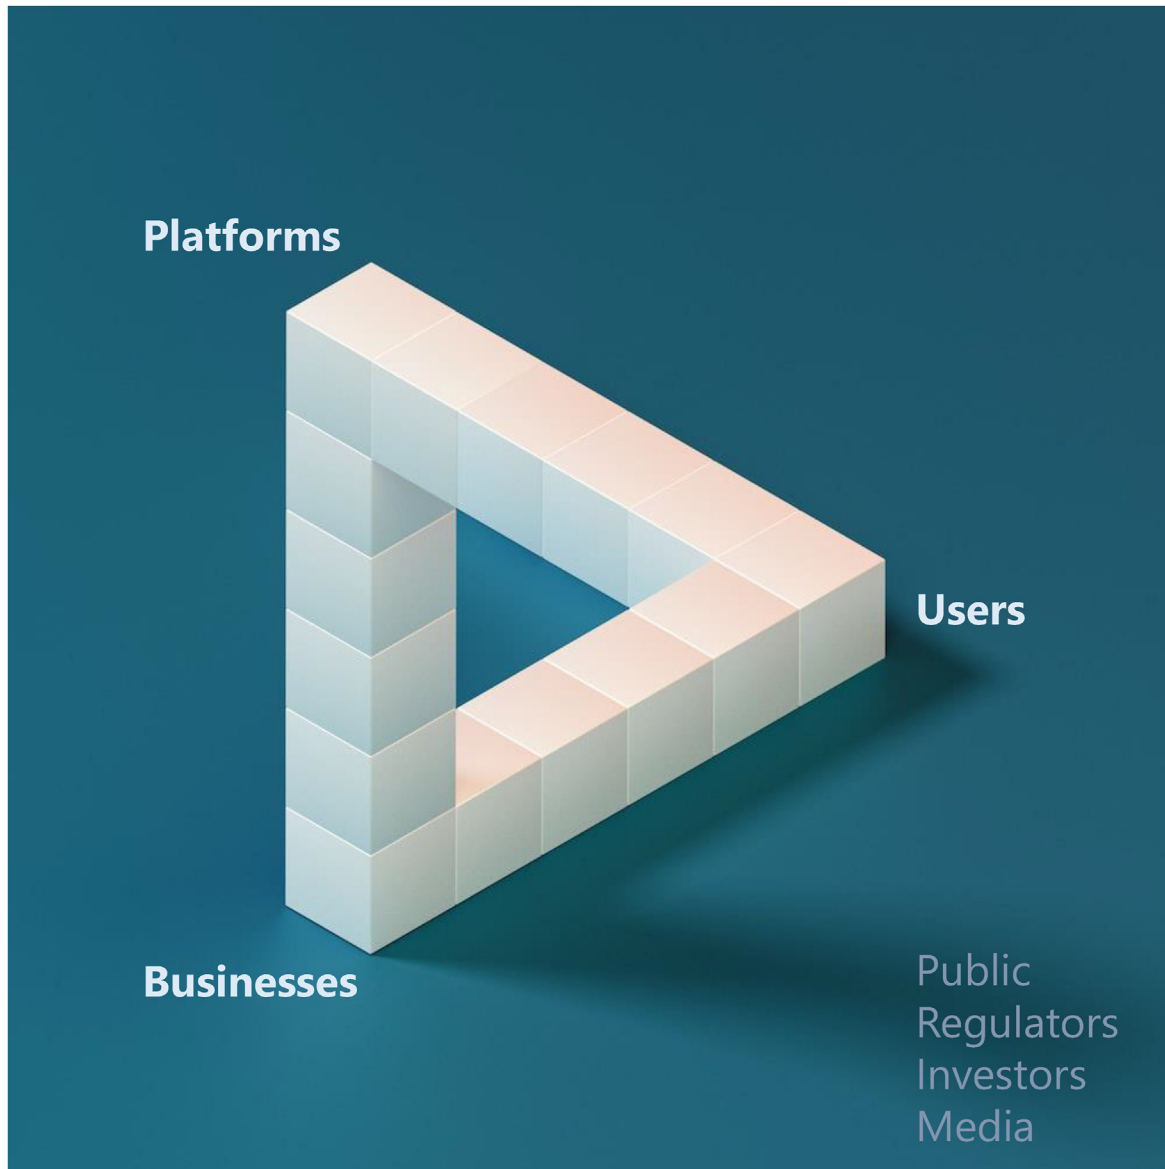 Platforms
Users
Businesses
Public
Regulators
Investors
Media